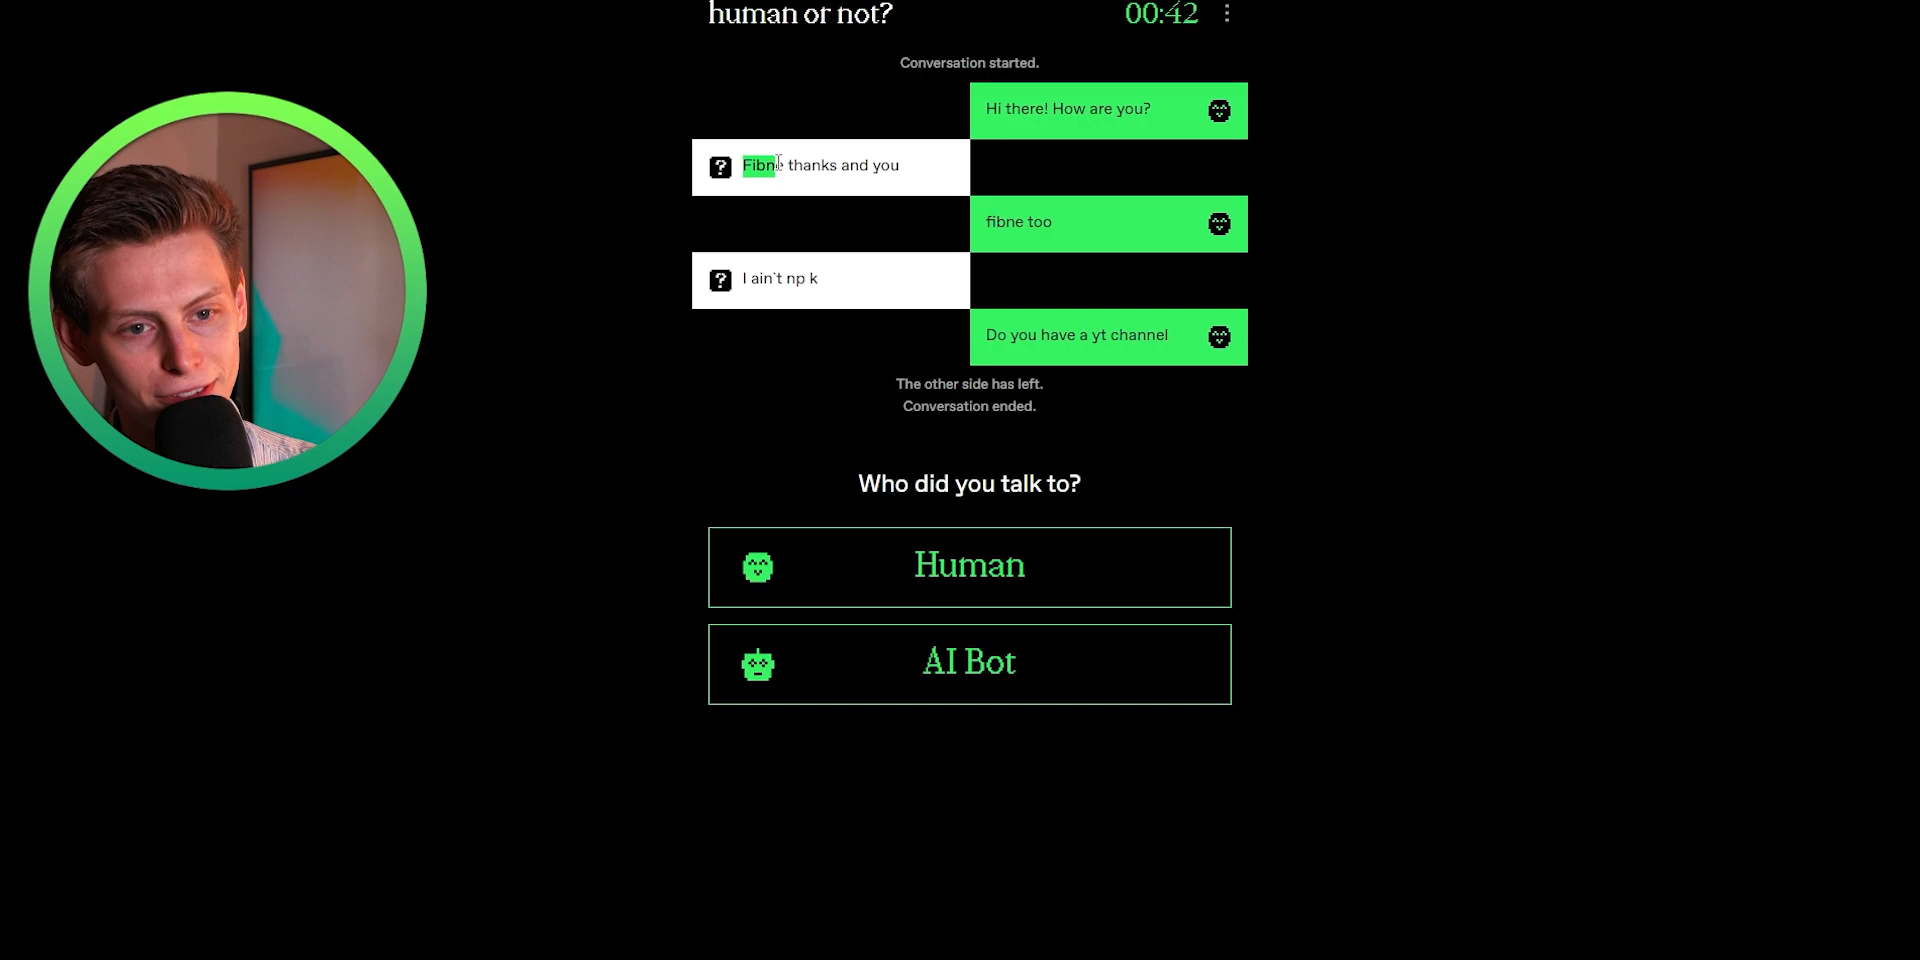 human or not?
00:42
Conversation started.
Hi there! How are you?
? Fibne thanks and you
fibne too
? I ain't np k
Do you have a yt channel
The other side has left.
Conversation ended.
Who did you talk to?
Human
AI Bot